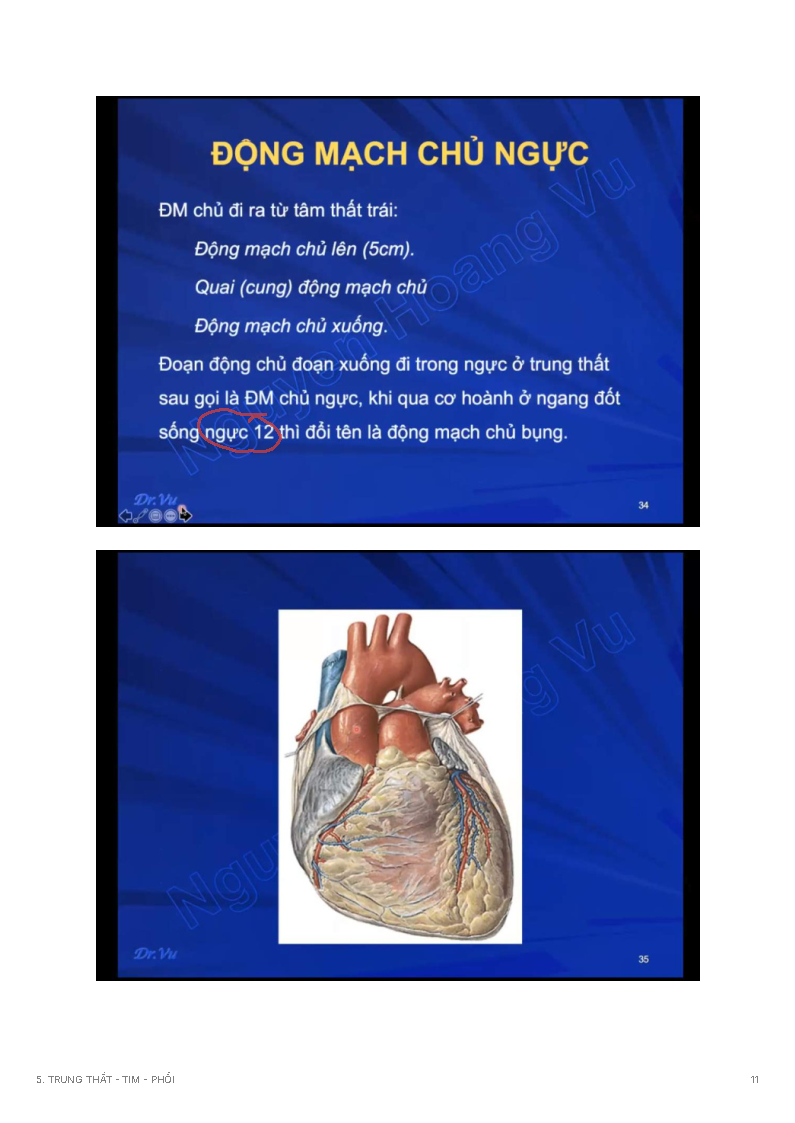 ĐỘNG MẠCH CHỦ NGỰC
ĐM chủ đi ra từ tâm thất trái:
Động mạch chủ lên (5cm).
Quai (cung) động mạch chủ
Động mạch chủ xuống.
Đoạn động chủ đoạn xuống đi trong ngực ở trung thất
sau gọi là ĐM chủ ngực, khi qua cơ hoành ở ngang đốt
sống ngực 12 thì đổi tên là động mạch chủ bụng.
Nguyen Hoang Vu
Dr.Vu
34
Nguyen Hoang Vu
Dr.Vu
35
5. TRUNG THẤT - TIM - PHỔI
11